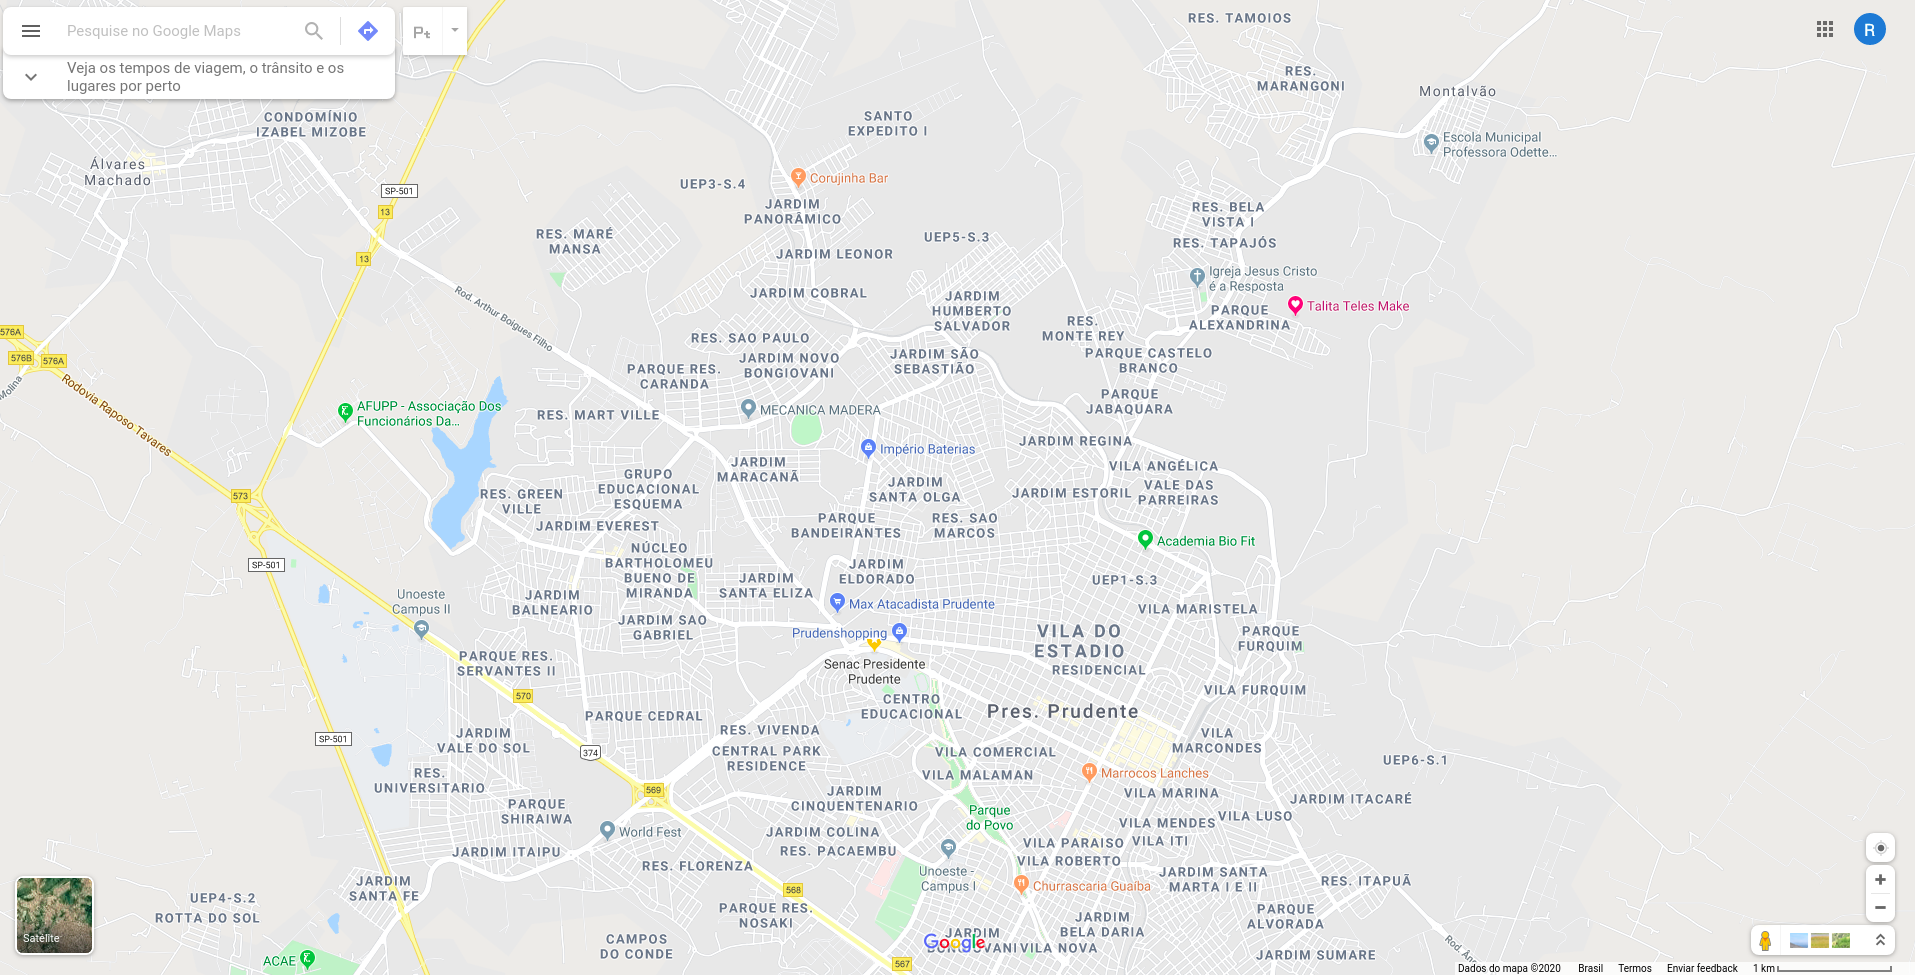 Pesquise no Google Maps
Veja os tempos de viagem, o trânsito e os
lugares por perto
R
RES. TAMOIOS
RES.
MARANGONI
Montalvão
CONDOMÍNIO
IZABEL MIZOBE
SANTO
EXPEDITO I
Escola Municipal
Professora Odette...
Álvares
Machado
SP-501
UEP3-S.4
Corujinha Bar
13
JARDIM
PANORÂMICO
RES. BELA
VISTA I
RES. MARÉ
MANSA
UEP5-S.3
RES. TAPAJÓS
13
JARDIM LEONOR
Igreja Jesus Cristo
é a Resposta
Rod. Arthur Boigues Filho
JARDIM COBRAL
JARDIM
HUMBERTO
SALVADOR
Talita Teles Make
PARQUE
ALEXANDRINA
RES.
MONTE REY
576A
576B
576A
RES. SAO PAULO
JARDIM NOVO
BONGIOVANI
JARDIM SÃO
SEBASTIÃO
PARQUE CASTELO
BRANCO
PARQUE RES.
CARANDA
Molina
Rodovia Raposo Tavares
PARQUE
JABAQUARA
AFUPP - Associação Dos
Funcionários Da...
RES. MART VILLE
MECANICA MADERA
JARDIM REGINA
Império Baterias
VILA ANGÉLICA
JARDIM
MARACANÃ
GRUPO
EDUCACIONAL
ESQUEMA
JARDIM
SANTA OLGA
JARDIM ESTORIL
VALE DAS
PARREIRAS
573
RES. GREEN
VILLE
JARDIM EVEREST
PARQUE
BANDEIRANTES
RES. SAO
MARCOS
Academia Bio Fit
SP-501
NÚCLEO
BARTHOLOMEU
BUENO DE
MIRANDA
JARDIM
ELDORADO
JARDIM
SANTA ELIZA
UEP1-S.3
Unoeste
Campus II
JARDIM
BALNEARIO
Max Atacadista Prudente
VILA MARISTELA
JARDIM SAO
GABRIEL
Prudenshopping
VILA DO
ESTADIO
PARQUE
FURQUIM
PARQUE RES.
SERVANTES II
Senac Presidente
Prudente
RESIDENCIAL
570
CENTRO
EDUCACIONAL
VILA FURQUIM
PARQUE CEDRAL
Pres. Prudente
SP-501
JARDIM
VALE DO SOL
374
RES. VIVENDA
CENTRAL PARK
RESIDENCE
VILA COMERCIAL
VILA
MARCONDES
UEP6-S.1
RES.
UNIVERSITARIO
VILA MALAMAN
Marrocos Lanches
569
JARDIM
CINQUENTENARIO
VILA MARINA
JARDIM ITACARÉ
PARQUE
SHIRAIWA
Parque
do Povo
VILA MENDES
VILA LUSO
World Fest
JARDIM COLINA
RES. PACAEMBU
VILA PARAISO
VILA ITI
JARDIM ITAIPU
RES. FLORENZA
VILA ROBERTO
Unoeste -
Campus I
JARDIM SANTA
MARTA I E II
RES. ITAPUÃ
JARDIM
SANTA FE
568
Churrascaria Guaíba
UEP4-S.2
ROTTA DO SOL
PARQUE RES.
NOSAKI
JARDIM
BELA DARIA
PARQUE
ALVORADA
Satélite
CAMPOS
DO CONDE
JARDIM
Google
VILA NOVA
JARDIM SUMARE
ACAE
567
Dados do mapa ©2020 Brasil Termos Enviar feedback 1 km